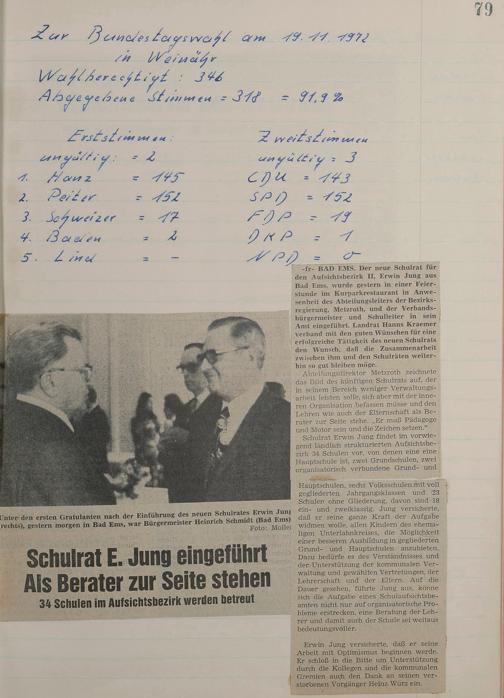 79
Zur Bundestagswahl am 19.11.1972
in Weinähr
Wahlberechtigt : 346
Abgegebene Stimmen = 318 = 91,9 %
Erststimmen:
ungültig: = 2
1. Hanz = 145
2. Peiter = 152
3. Schweizer = 17
4. Baden = 2
5. Lind = -
Zweitstimmen
ungültig = 3
CDU = 143
SPD = 152
FDP = 19
DKP = 1
NPD = 0
-fr- BAD EMS. Der neue Schulrat für
den Aufsichtsbezirk II, Erwin Jung aus
Bad Ems, wurde gestern in einer Feier-
stunde im Kurparkrestaurant in Anwe-
senheit des Abteilungsleiters der Bezirks-
regierung, Metzroth, und der Verbands-
bürgermeister und Schulleiter in sein
Amt eingeführt. Landrat Hanns Kraemer
verband mit den guten Wünschen für eine
erfolgreiche Tätigkeit des neuen Schulrats
den Wunsch, daß die Zusammenarbeit
zwischen ihm und den Schulräten weiter-
hin so gut bleiben möge.
Abteilungsdirektor Metzroth zeichnete
das Bild des künftigen Schulrats auf, der
in seinem Bereich weniger Verwaltungs-
arbeit leisten solle, sich aber mit der inne-
ren Organisation befassen müsse und den
Lehrern wie auch der Elternschaft als Be-
rater zur Seite stehe. „Er muß Pädagoge
und Motor sein und die Zeichen setzen."
Schulrat Erwin Jung findet im vorwie-
gend ländlich strukturierten Aufsichtsbe-
zirk 34 Schulen vor, von denen eine eine
Hauptschule ist, zwei Grundschulen, zwei
organisatorisch verbundene Grund- und
Hauptschulen, sechs Volksschulen mit voll
gegliederten Jahrgangsklassen und 23
Schulen ohne Gliederung, davon sind 18
ein- und zweiklassig. Jung versicherte,
daß er seine ganze Kraft der Aufgabe
widmen wolle, allen Kindern des ehema-
ligen Unterlahnkreises, die Möglichkeit
einer besseren Ausbildung in gegliederten
Grund- und Hauptschulen anzubieten.
Dazu bedürfe es des Verständnisses und
der Unterstützung der kommunalen Ver-
waltung und gewählten Vertretungen, der
Lehrerschaft und der Eltern. Auf die
Dauer gesehen, führte Jung aus, könne
sich die Aufgabe eines Schulaufsichtsbe-
amten nicht nur auf organisatorische Pro-
bleme erstrecken, eine Beratung der Leh-
rer und damit auch der Schule sei weitaus
bedeutungsvoller.
Erwin Jung versicherte, daß er seine
Arbeit mit Optimismus beginnen werde.
Er schloß in die Bitte um Unterstützung
durch die Kollegen und die kommunalen
Gremien auch den Dank an seinen ver-
storbenen Vorgänger Heinz Würz ein.
Unter den ersten Gratulanten nach der Einführung des neuen Schulrates Erwin Jung
rechts), gestern morgen in Bad Ems, war Bürgermeister Heinrich Schmidt (Bad Ems)
Foto: Moller
Schulrat E. Jung eingeführt
Als Berater zur Seite stehen
34 Schulen im Aufsichtsbezirk werden betreut